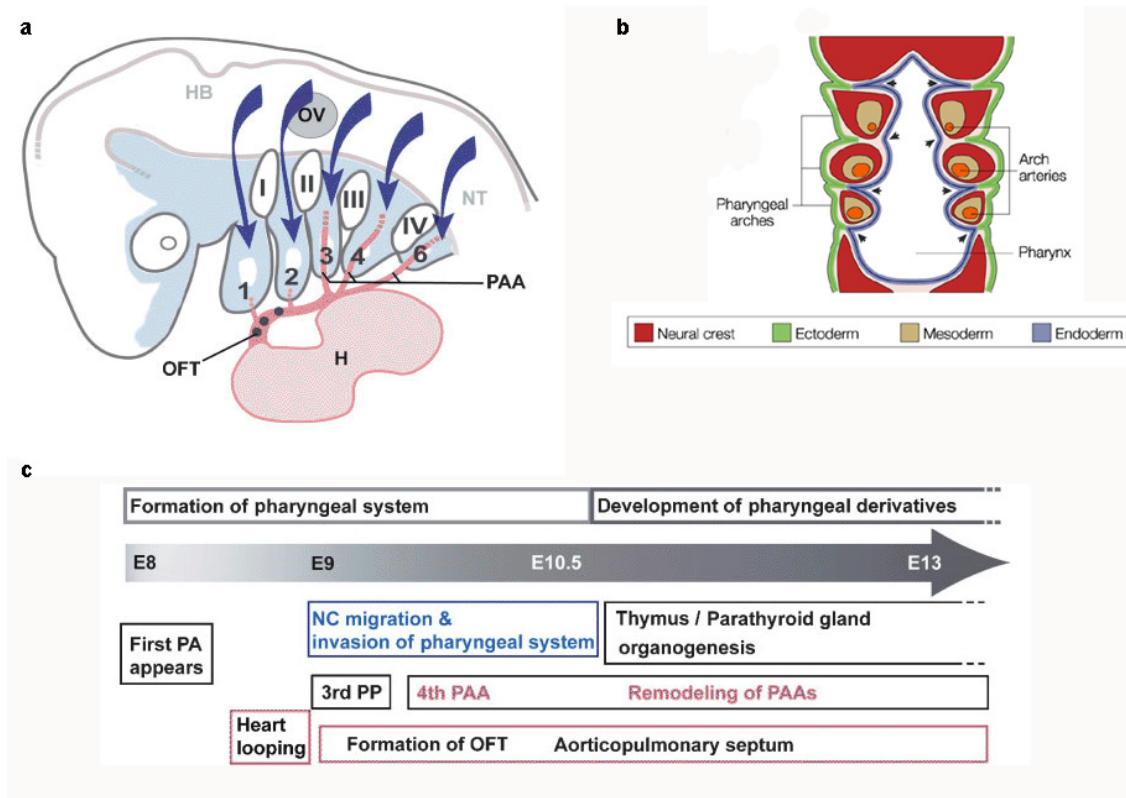 a
HB
OV
I
II
III
IV
NT
1
2
3
4
6
PAA
OFT
H
b
Pharyngeal
arches
Arch
arteries
Pharynx
Neural crest
Ectoderm
Mesoderm
Endoderm
c
Formation of pharyngeal system
Development of pharyngeal derivatives
E8
E9
E10.5
E13
First PA
appears
NC migration &
invasion of pharyngeal system
Thymus / Parathyroid gland
organogenesis
3rd PP
4th PAA
Remodeling of PAAs
Heart
looping
Formation of OFT
Aorticopulmonary septum